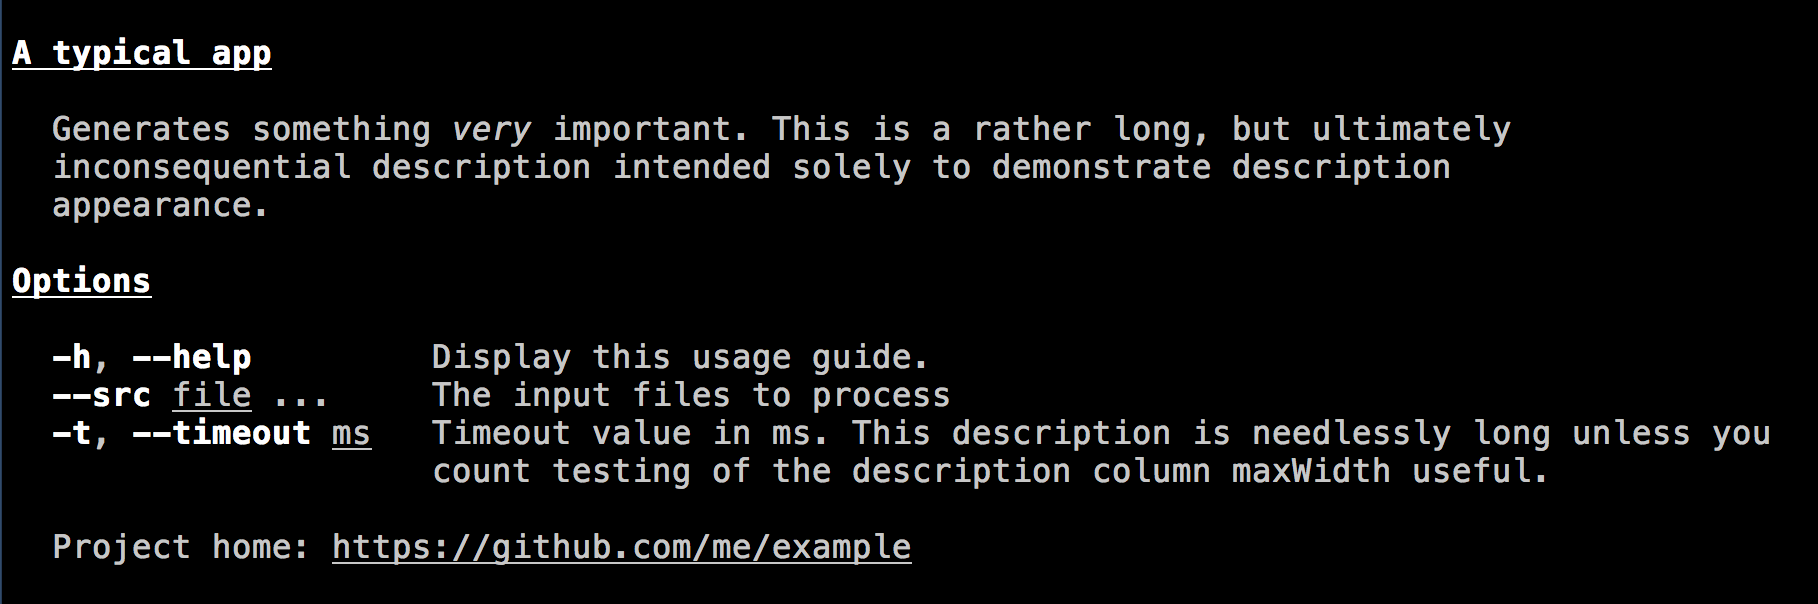 A typical app
Generates something very important. This is a rather long, but ultimately
inconsequential description intended solely to demonstrate description
appearance.
Options
-h, --help Display this usage guide.
--src file ... The input files to process
-t, --timeout ms Timeout value in ms. This description is needlessly long unless you
count testing of the description column maxWidth useful.
Project home: https://github.com/me/example